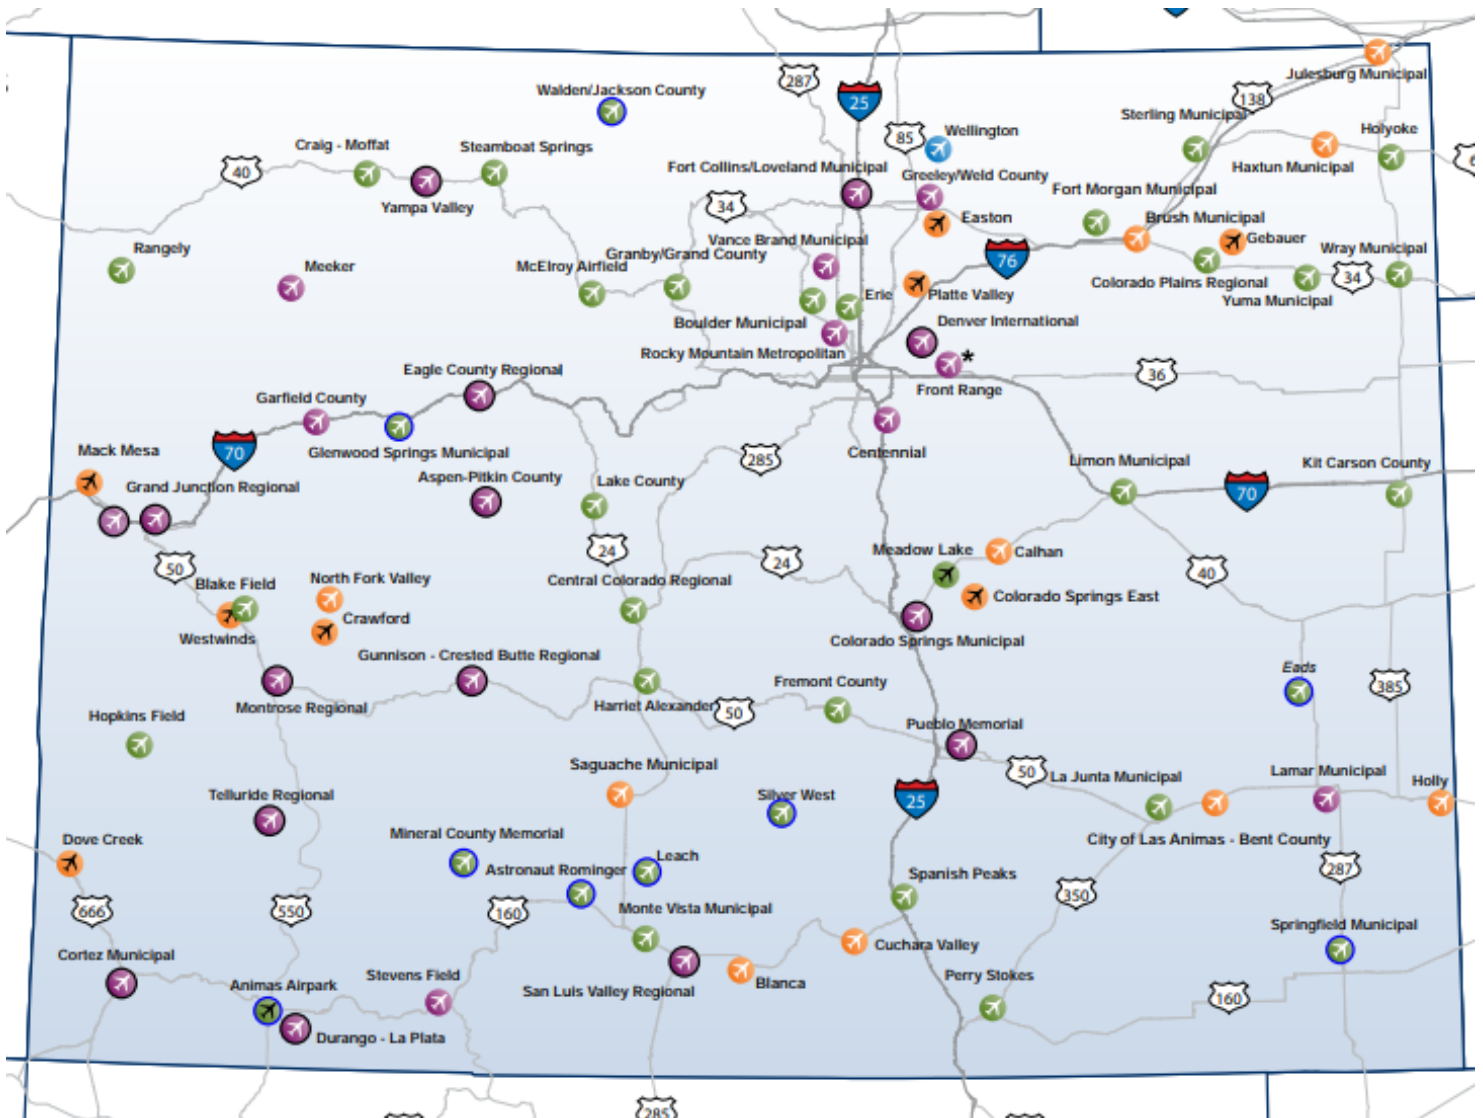 287
Julesburg Municipal
Walden/Jackson County
25
138
Sterling Municipal
85
Wellington
Holyoke
Craig - Moffat
Steamboat Springs
40
Fort Collins/Loveland Municipal
Haxtun Municipal
Greeley/Weld County
Fort Morgan Municipal
Yampa Valley
34
Easton
Brush Municipal
Gebauer
Vance Brand Municipal
Rangely
Granby/Grand County
Wray Municipal
Meeker
McElroy Airfield
76
34
Colorado Plains Regional
Erie
Platte Valley
Yuma Municipal
Boulder Municipal
Denver International
Rocky Mountain Metropolitan
*
Eagle County Regional
36
Front Range
Garfield County
Mack Mesa
70
Glenwood Springs Municipal
285
Centennial
Limon Municipal
Kit Carson County
Aspen-Pitkin County
Grand Junction Regional
Lake County
70
24
Meadow Lake
Calhan
50
24
40
Blake Field
North Fork Valley
Central Colorado Regional
Colorado Springs East
Crawford
Westwinds
Colorado Springs Municipal
Gunnison - Crested Butte Regional
Eads
Fremont County
385
Montrose Regional
Harriet Alexander
50
Hopkins Field
Pueblo Memorial
Saguache Municipal
50
La Junta Municipal
Lamar Municipal
Holly
Telluride Regional
Silver West
25
Mineral County Memorial
Dove Creek
City of Las Animas - Bent County
Leach
Astronaut Rominger
287
Spanish Peaks
350
666
550
160
Monte Vista Municipal
Springfield Municipal
Cuchara Valley
Cortez Municipal
Stevens Field
Perry Stokes
Animas Airpark
San Luis Valley Regional
Blanca
160
Durango - La Plata
285